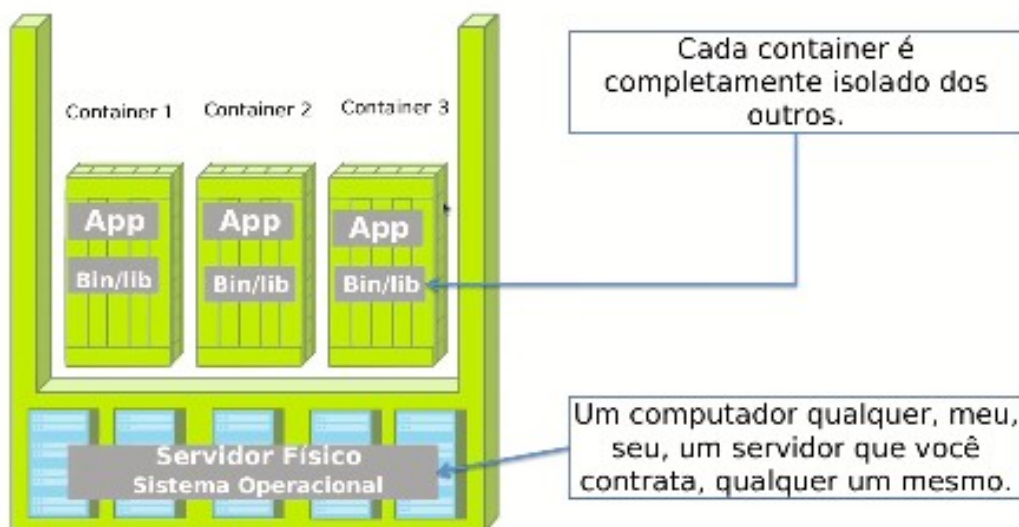 Cada container é
completamente isolado dos
outros.
Container 1
Container 2
Container 3
App
App
App
Bin/lib
Bin/lib
Bin/lib
Um computador qualquer, meu,
seu, um servidor que você
contrata, qualquer um mesmo.
Servidor Físico
Sistema Operacional